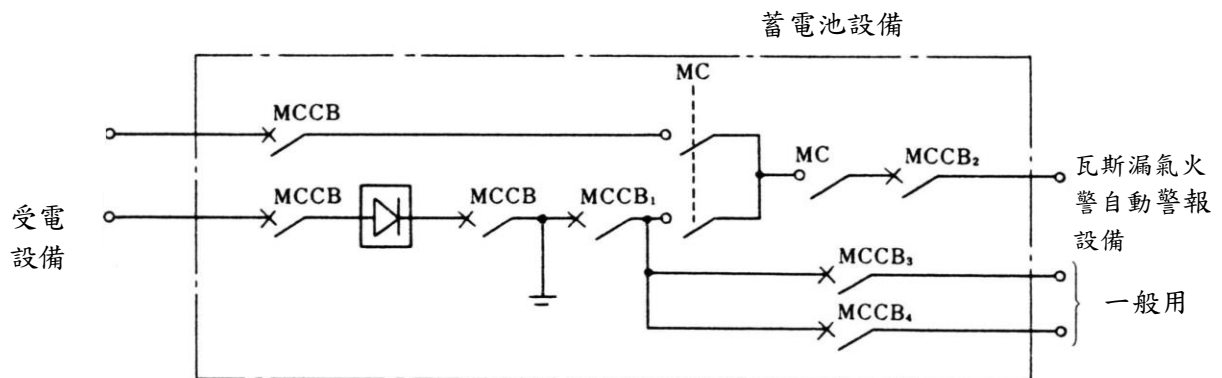 蓄電池設備
MC
MCCB
MC
MCCB₂
瓦斯漏氣火
警自動警報
設備
受電
設備
MCCB
MCCB
MCCB₁
MCCB₃
一般用
MCCB₄